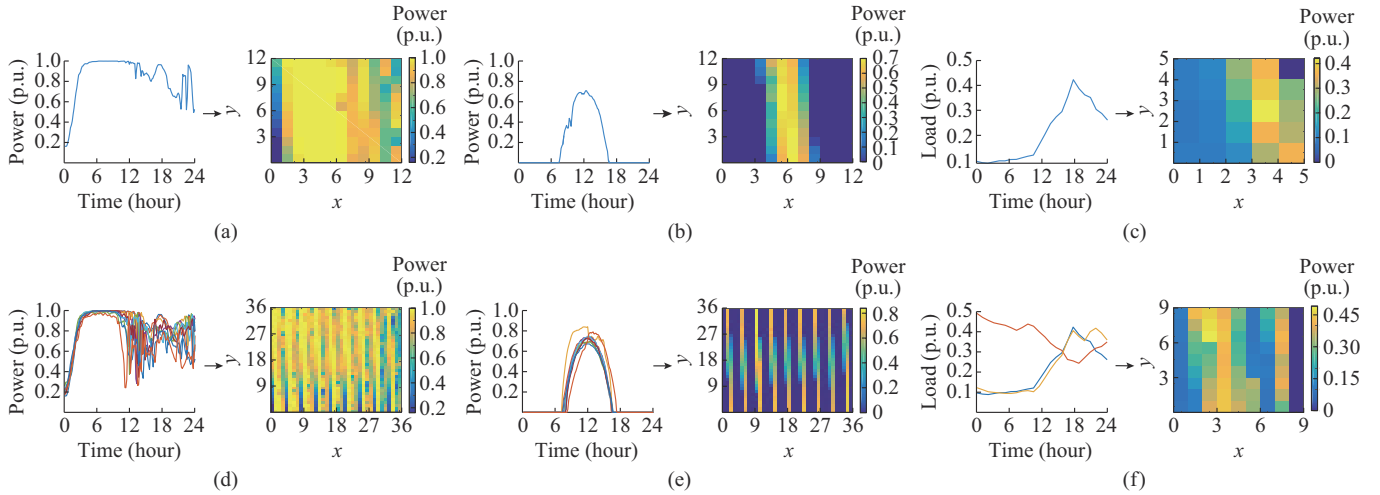 Power
(p.u.)
Power (p.u.)
1.0
0.8
0.6
0.4
0.2
0 6 12 18 24
Time (hour)
y
12
9
6
3
0 3 6 9 12
x
1.0
0.8
0.6
0.4
0.2
(a)
Power
(p.u.)
Power (p.u.)
1.0
0.8
0.6
0.4
0.2
0 6 12 18 24
Time (hour)
y
12
9
6
3
0 3 6 9 12
x
0.7
0.6
0.5
0.4
0.3
0.2
0.1
0
(b)
Power
(p.u.)
Load (p.u.)
0.5
0.4
0.3
0.2
0.1
0 6 12 18 24
Time (hour)
y
5
4
3
2
1
0 1 2 3 4 5
x
0.4
0.3
0.2
0.1
0
(c)
Power
(p.u.)
Power (p.u.)
1.0
0.8
0.6
0.4
0.2
0 6 12 18 24
Time (hour)
y
36
27
18
9
0 9 18 27 36
x
1.0
0.8
0.6
0.4
0.2
(d)
Power
(p.u.)
Power (p.u.)
1.0
0.8
0.6
0.4
0.2
0 6 12 18 24
Time (hour)
y
36
27
18
9
0 9 18 27 36
x
0.8
0.6
0.4
0.2
0
(e)
Power
(p.u.)
Load (p.u.)
0.5
0.4
0.3
0.2
0.1
0 6 12 18 24
Time (hour)
y
9
6
3
0 3 6 9
x
0.45
0.30
0.15
0
(f)